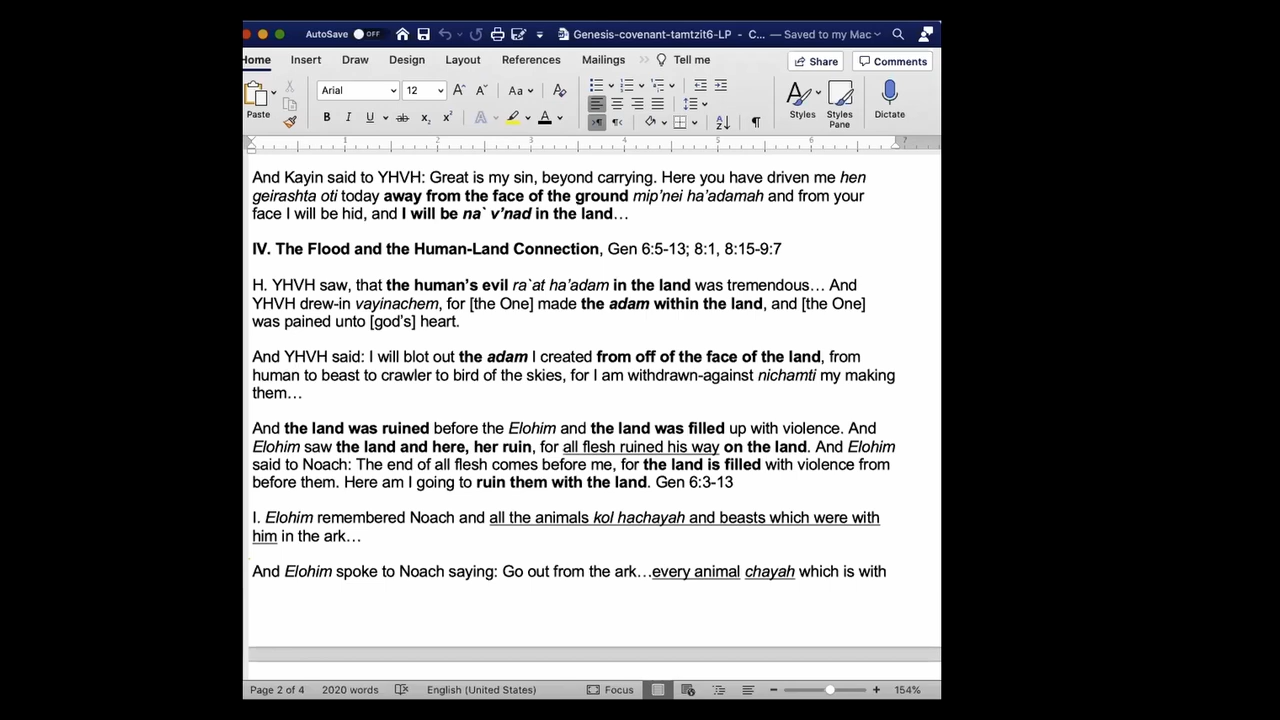 AutoSave OFF Genesis-covenant-tamtzit6-LP - C... — Saved to my Mac
Home Insert Draw Design Layout References Mailings Tell me Share Comments
Paste Arial 12 Styles Styles Pane Dictate
1 2 3 4 5 6 7
And Kayin said to YHVH: Great is my sin, beyond carrying. Here you have driven me hen
geirashta oti today away from the face of the ground mip'nei ha'adamah and from your
face I will be hid, and I will be na` v'nad in the land…
IV. The Flood and the Human-Land Connection, Gen 6:5-13; 8:1, 8:15-9:7
H. YHVH saw, that the human's evil ra`at ha'adam in the land was tremendous… And
YHVH drew-in vayinachem, for [the One] made the adam within the land, and [the One]
was pained unto [god's] heart.
And YHVH said: I will blot out the adam I created from off of the face of the land, from
human to beast to crawler to bird of the skies, for I am withdrawn-against nichamti my making
them…
And the land was ruined before the Elohim and the land was filled up with violence. And
Elohim saw the land and here, her ruin, for all flesh ruined his way on the land. And Elohim
said to Noach: The end of all flesh comes before me, for the land is filled with violence from
before them. Here am I going to ruin them with the land. Gen 6:3-13
I. Elohim remembered Noach and all the animals kol hachayah and beasts which were with
him in the ark…
And Elohim spoke to Noach saying: Go out from the ark…every animal chayah which is with
Page 2 of 4 2020 words English (United States) Focus 154%